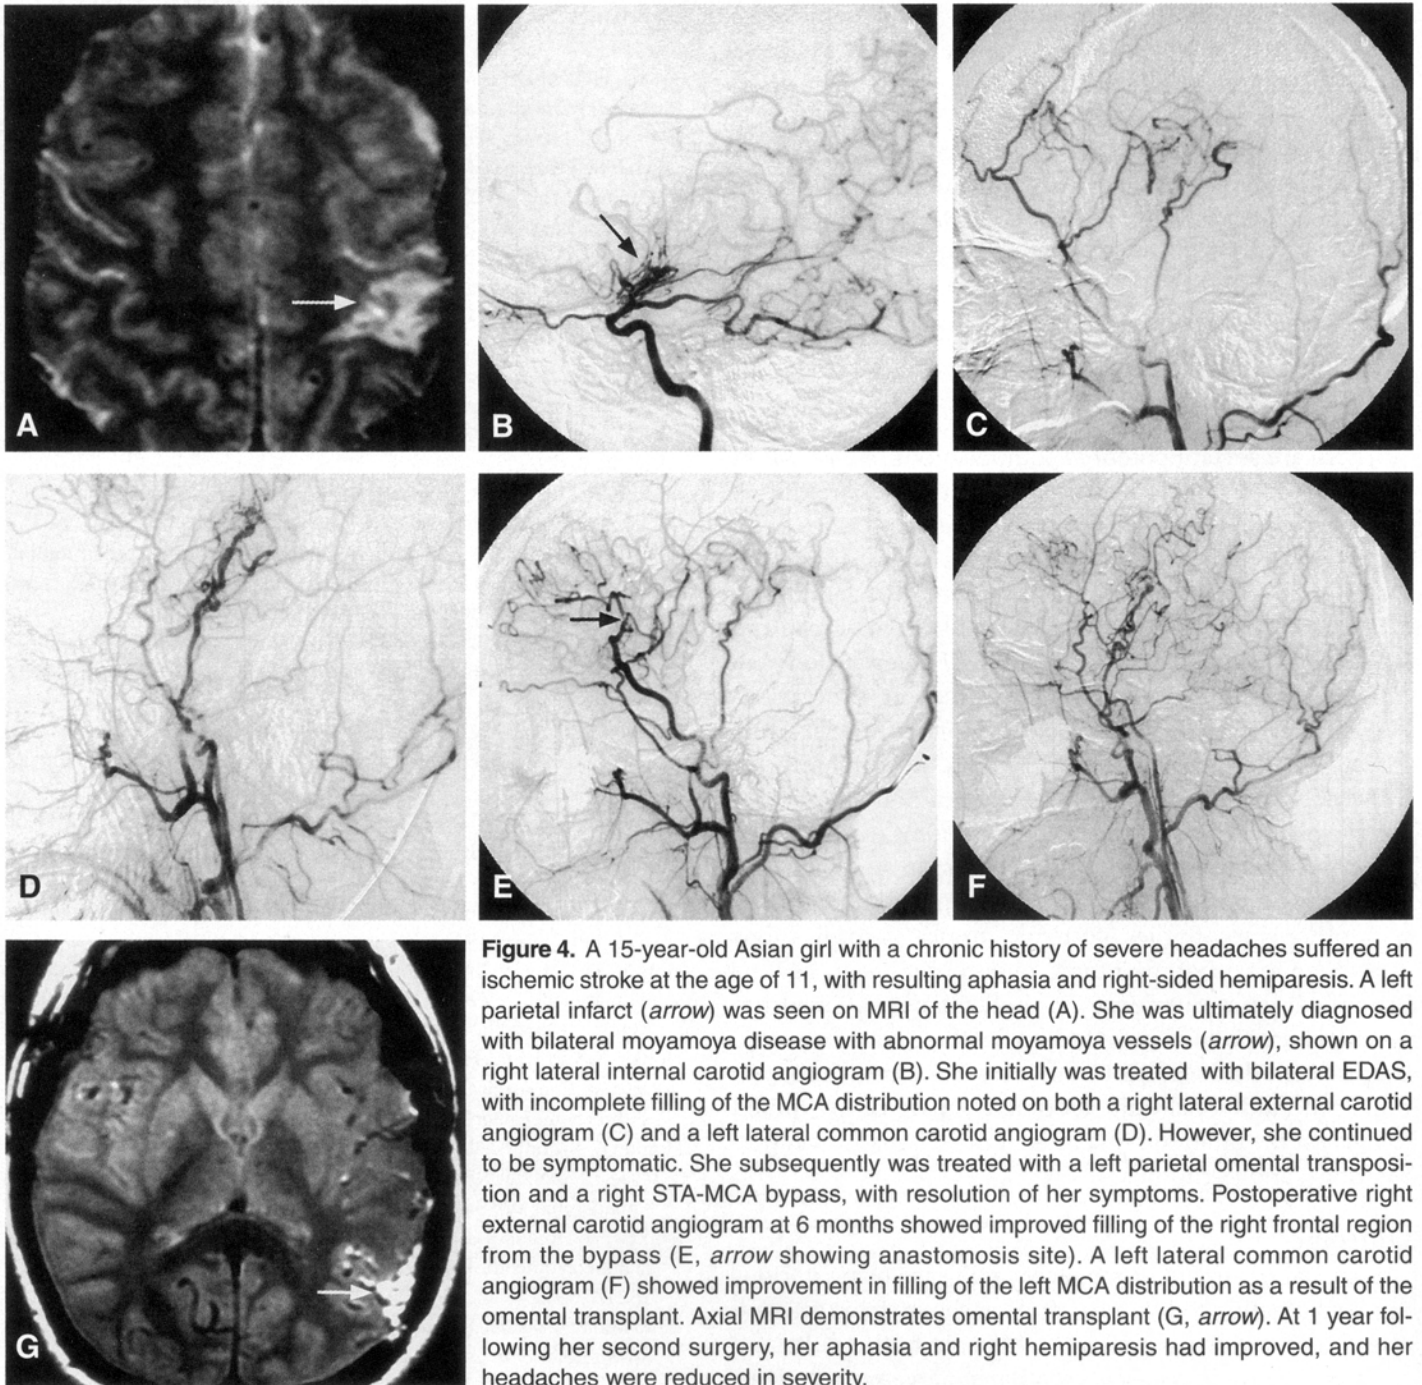 A
B
C
D
E
F
G
Figure 4. A 15-year-old Asian girl with a chronic history of severe headaches suffered an
ischemic stroke at the age of 11, with resulting aphasia and right-sided hemiparesis. A left
parietal infarct (arrow) was seen on MRI of the head (A). She was ultimately diagnosed
with bilateral moyamoya disease with abnormal moyamoya vessels (arrow), shown on a
right lateral internal carotid angiogram (B). She initially was treated with bilateral EDAS,
with incomplete filling of the MCA distribution noted on both a right lateral external carotid
angiogram (C) and a left lateral common carotid angiogram (D). However, she continued
to be symptomatic. She subsequently was treated with a left parietal omental transposi-
tion and a right STA-MCA bypass, with resolution of her symptoms. Postoperative right
external carotid angiogram at 6 months showed improved filling of the right frontal region
from the bypass (E, arrow showing anastomosis site). A left lateral common carotid
angiogram (F) showed improvement in filling of the left MCA distribution as a result of the
omental transplant. Axial MRI demonstrates omental transplant (G, arrow). At 1 year fol-
lowing her second surgery, her aphasia and right hemiparesis had improved, and her
headaches were reduced in severity.